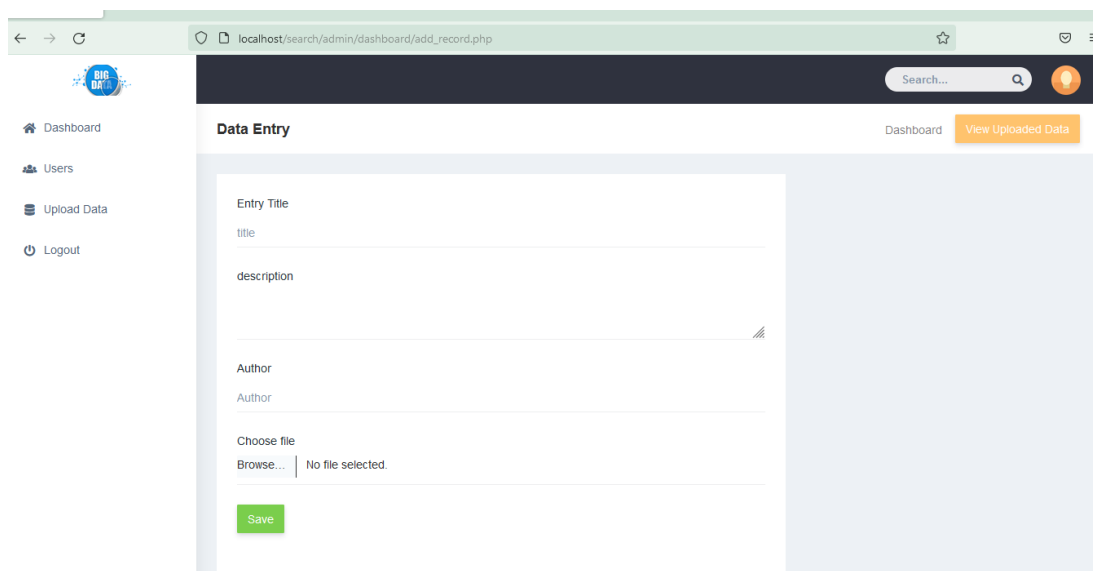 localhost/search/admin/dashboard/add_record.php
BIG
DATA
Search...
Dashboard
Users
Upload Data
Logout
Data Entry
Dashboard
View Uploaded Data
Entry Title
title
description
Author
Author
Choose file
Browse... No file selected.
Save